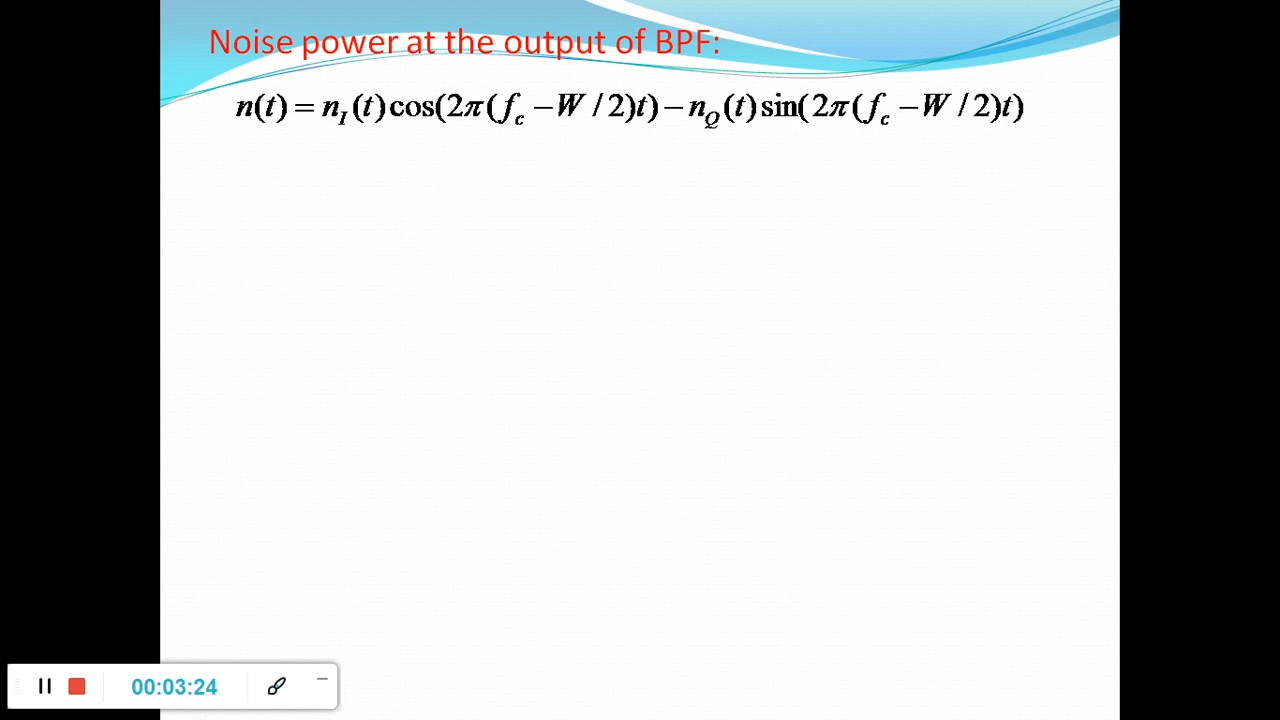 Noise power at the output of BPF:
n(t) = n_I(t)cos(2π(f_c − W / 2)t) − n_Q(t)sin(2π(f_c − W / 2)t)
00:03:24